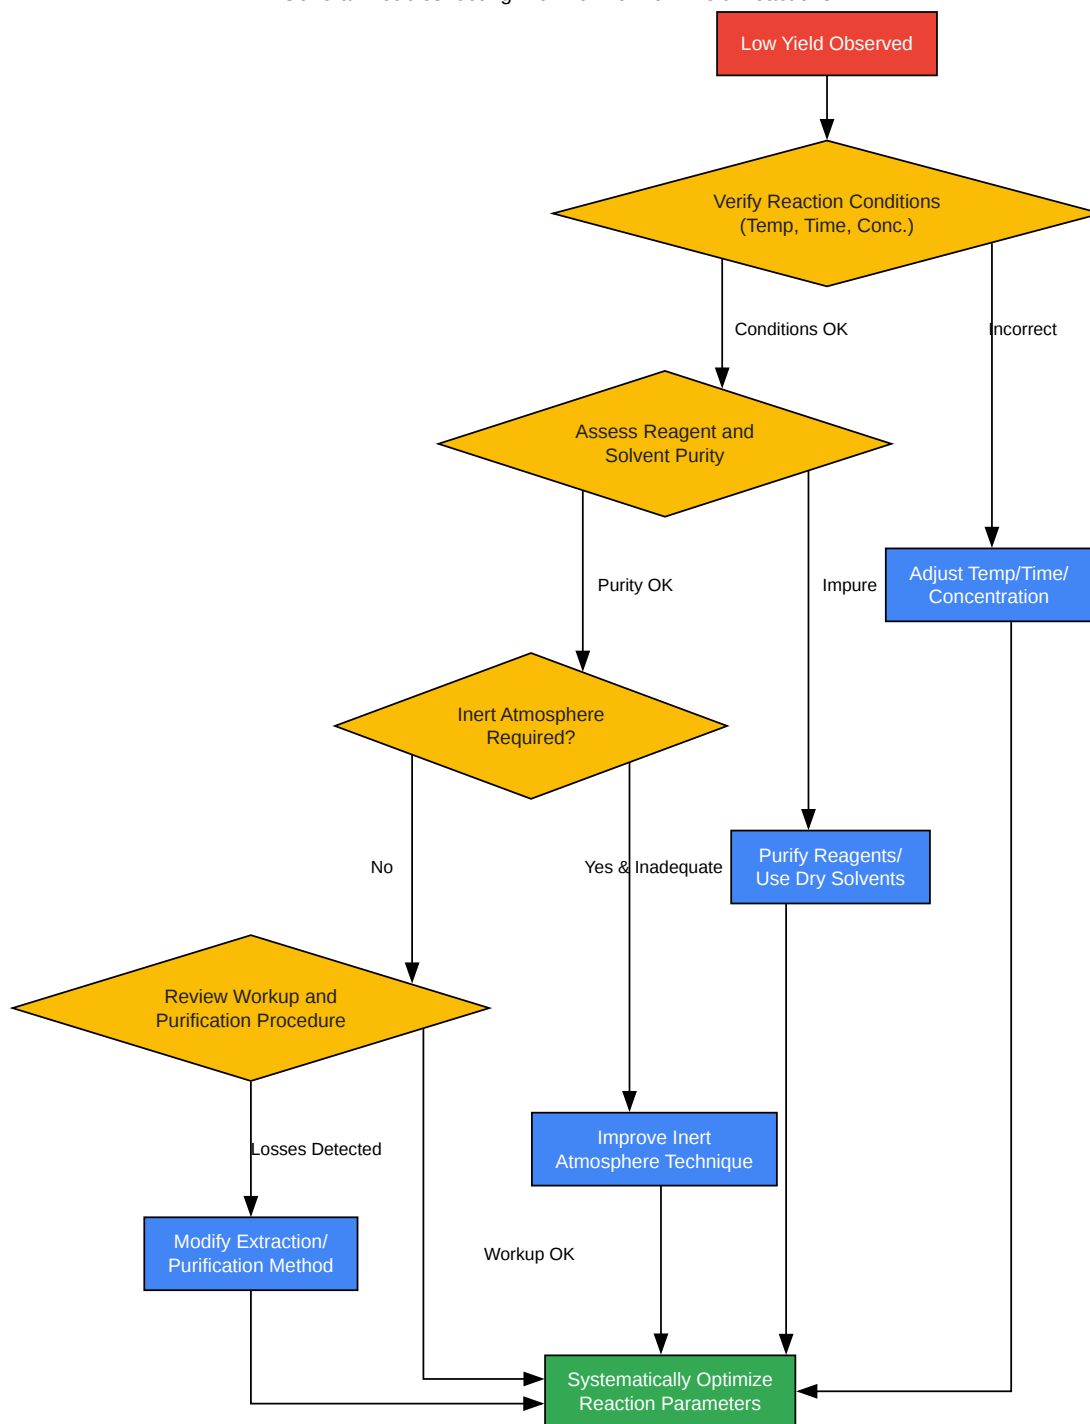 Low Yield Observed
Verify Reaction Conditions
(Temp, Time, Conc.)
Conditions OK
Incorrect
Assess Reagent and
Solvent Purity
Adjust Temp/Time/
Concentration
Purity OK
Impure
Inert Atmosphere
Required?
No
Yes & Inadequate
Purify Reagents/
Use Dry Solvents
Review Workup and
Purification Procedure
Losses Detected
Improve Inert
Atmosphere Technique
Modify Extraction/
Purification Method
Workup OK
Systematically Optimize
Reaction Parameters